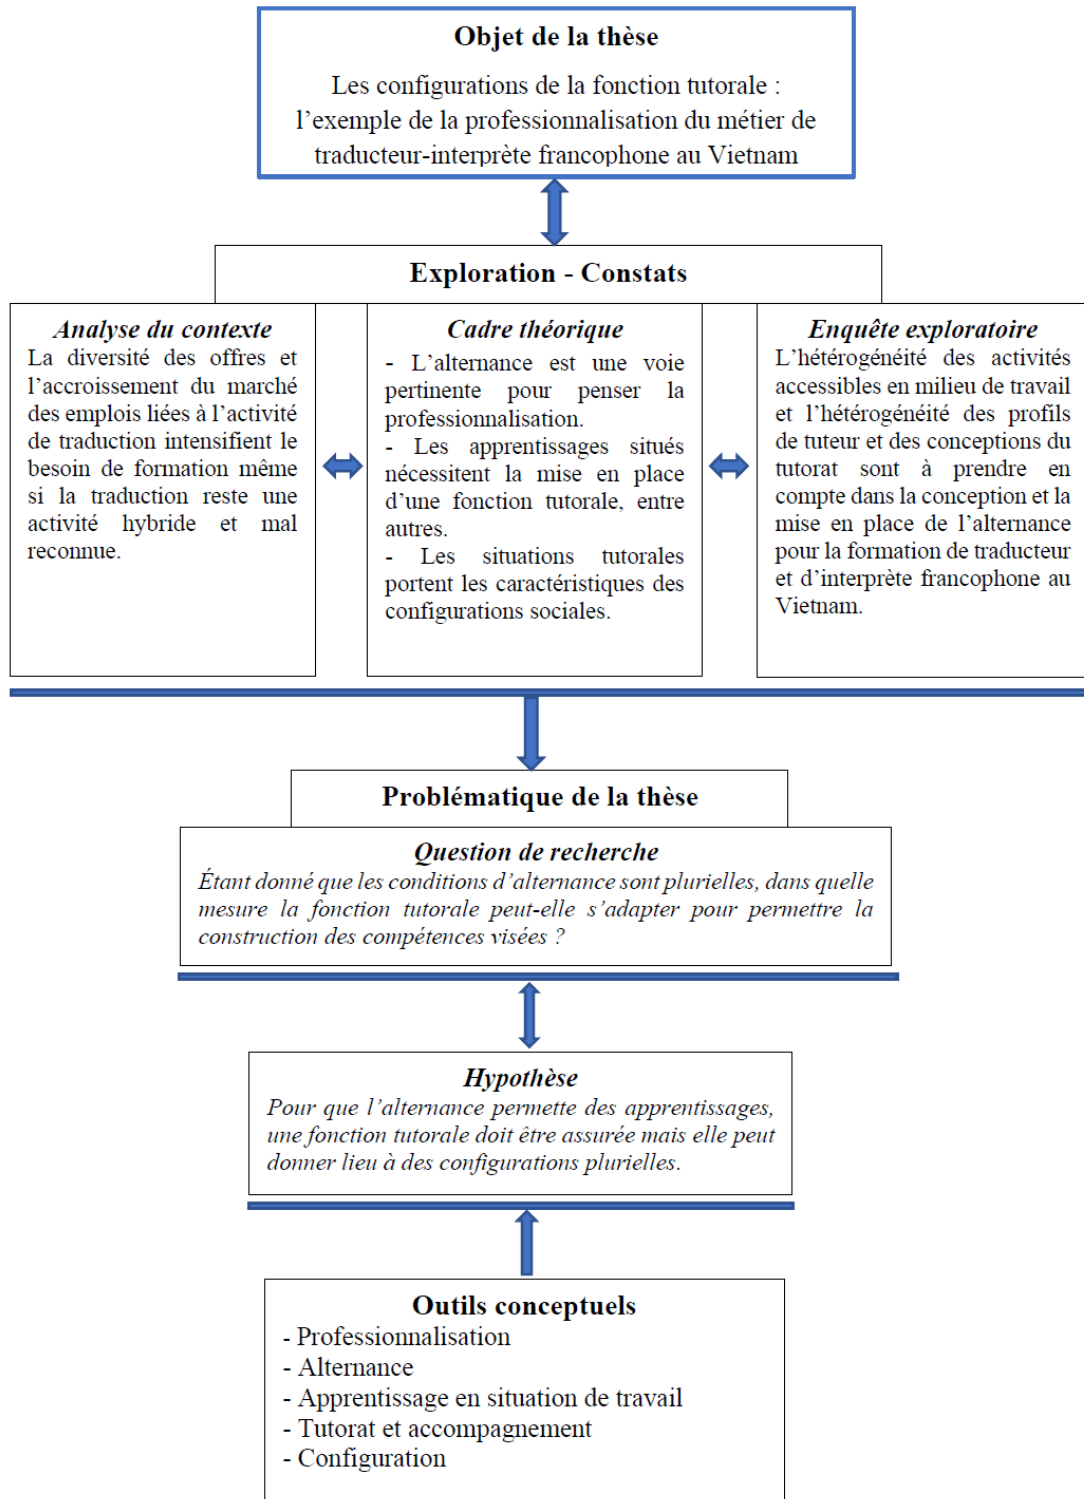 Objet de la thèse
Les configurations de la fonction tutorale :
l’exemple de la professionnalisation du métier de
traducteur-interprète francophone au Vietnam
Exploration - Constats
Analyse du contexte
La diversité des offres et
l’accroissement du marché
des emplois liées à l’activité
de traduction intensifient le
besoin de formation même
si la traduction reste une
activité hybride et mal
reconnue.
Cadre théorique
- L’alternance est une voie
pertinente pour penser la
professionnalisation.
- Les apprentissages situés
nécessitent la mise en place
d’une fonction tutorale, entre
autres.
- Les situations tutorales
portent les caractéristiques des
configurations sociales.
Enquête exploratoire
L’hétérogénéité des activités
accessibles en milieu de travail
et l’hétérogénéité des profils
de tuteur et des conceptions du
tutorat sont à prendre en
compte dans la conception et la
mise en place de l’alternance
pour la formation de traducteur
et d’interprète francophone au
Vietnam.
Problématique de la thèse
Question de recherche
Étant donné que les conditions d’alternance sont plurielles, dans quelle
mesure la fonction tutorale peut-elle s’adapter pour permettre la
construction des compétences visées ?
Hypothèse
Pour que l’alternance permette des apprentissages,
une fonction tutorale doit être assurée mais elle peut
donner lieu à des configurations plurielles.
Outils conceptuels
- Professionnalisation
- Alternance
- Apprentissage en situation de travail
- Tutorat et accompagnement
- Configuration